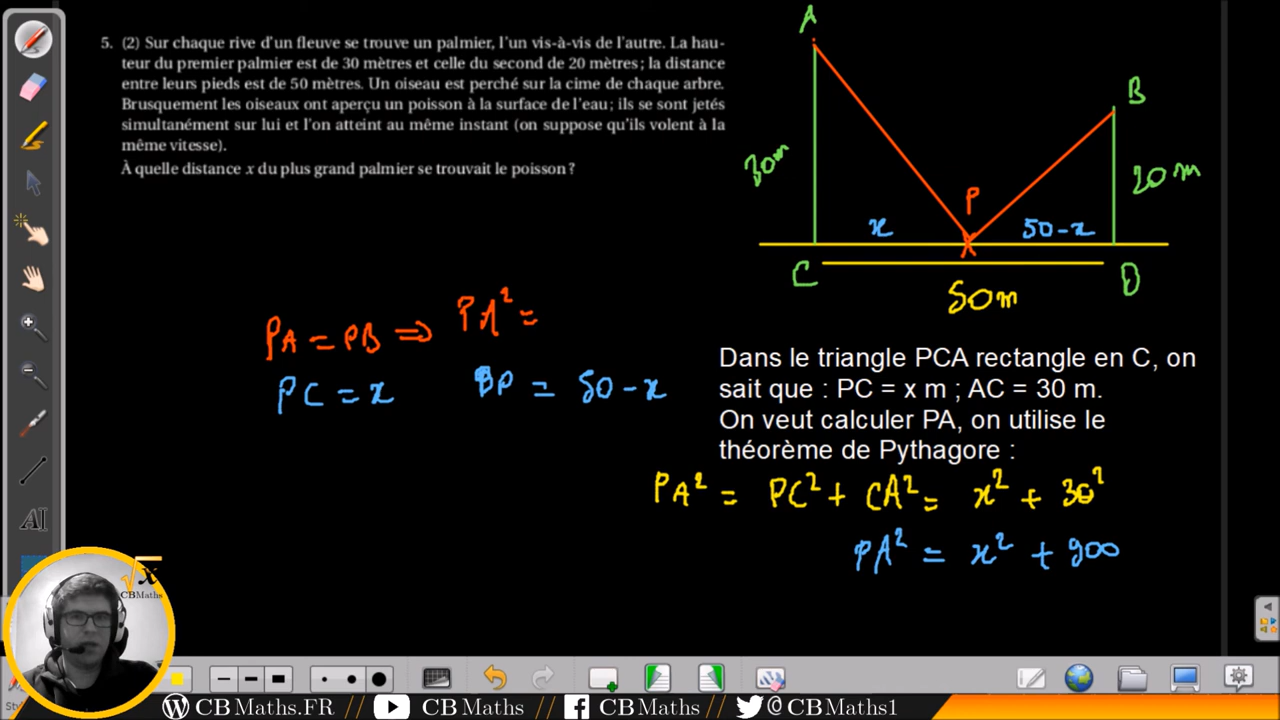 5. (2) Sur chaque rive d'un fleuve se trouve un palmier, l'un vis-à-vis de l'autre. La hau-
teur du premier palmier est de 30 mètres et celle du second de 20 mètres ; la distance
entre leurs pieds est de 50 mètres. Un oiseau est perché sur la cime de chaque arbre.
Brusquement les oiseaux ont aperçu un poisson à la surface de l'eau ; ils se sont jetés
simultanément sur lui et l'on atteint au même instant (on suppose qu'ils volent à la
même vitesse).
À quelle distance x du plus grand palmier se trouvait le poisson ?
A
B
30m
20 m
P
x
50-x
C
D
50m
PA = PB ⇒ PA² =
PC = x BP = 50 - x
Dans le triangle PCA rectangle en C, on
sait que : PC = x m ; AC = 30 m.
On veut calculer PA, on utilise le
théorème de Pythagore :
PA² = PC² + CA² = x² + 30²
PA² = x² + 900
√x
CBMaths
AI
CBMaths.FR // CBMaths // CBMaths // @CBMaths1